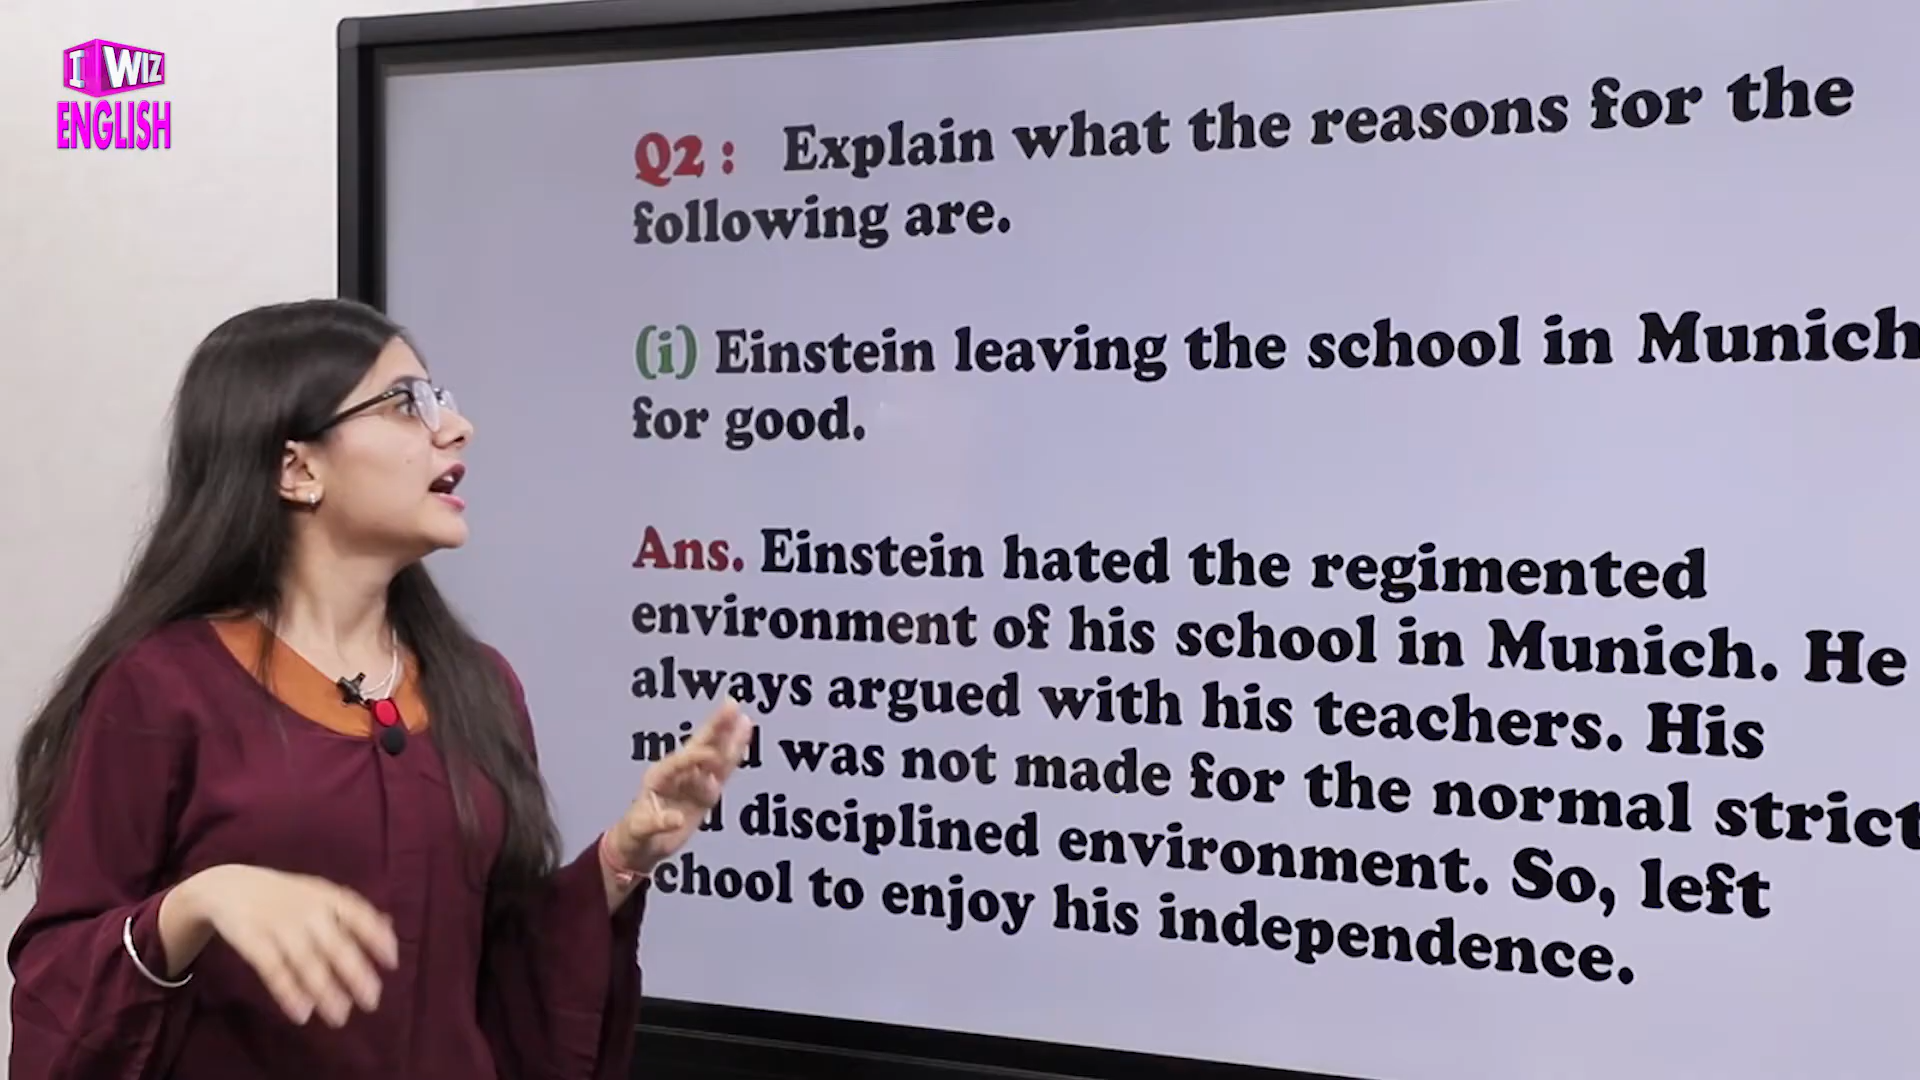 I WIZ
ENGLISH
Q2 : Explain what the reasons for the
following are.
(i) Einstein leaving the school in Munich
for good.
Ans. Einstein hated the regimented
environment of his school in Munich. He
always argued with his teachers. His
was not made for the normal strict
disciplined environment. So, left
school to enjoy his independence.